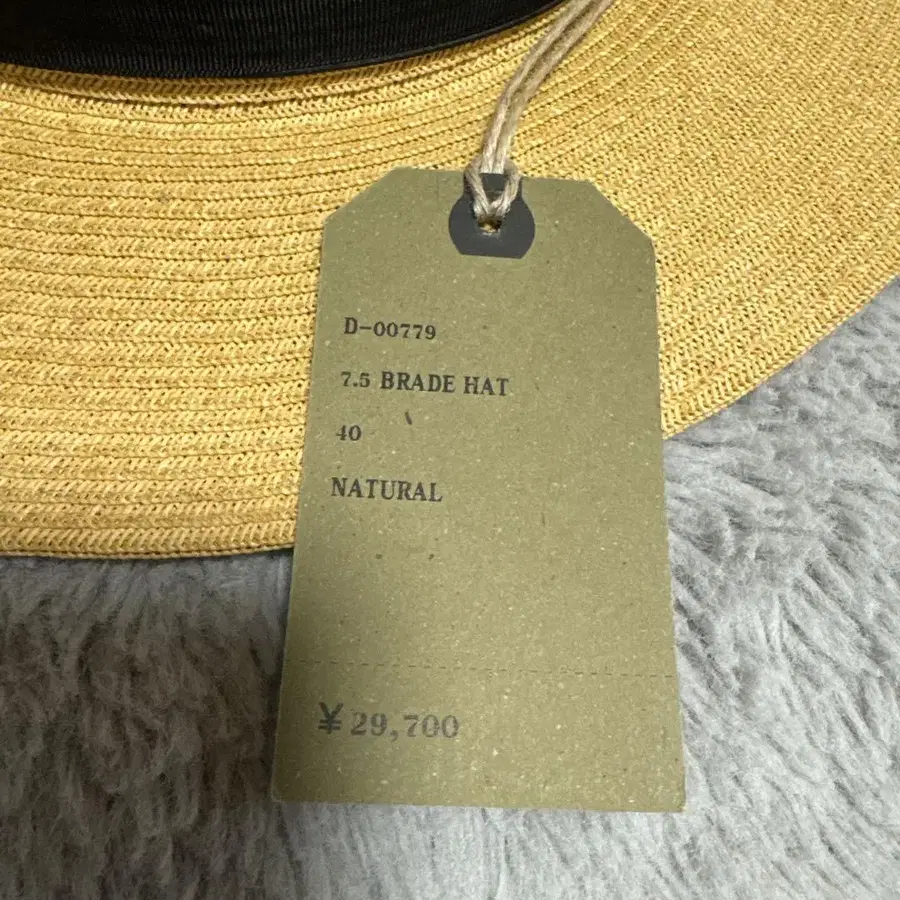 D-00779
7.5 BRADE HAT
40
NATURAL
¥29,700